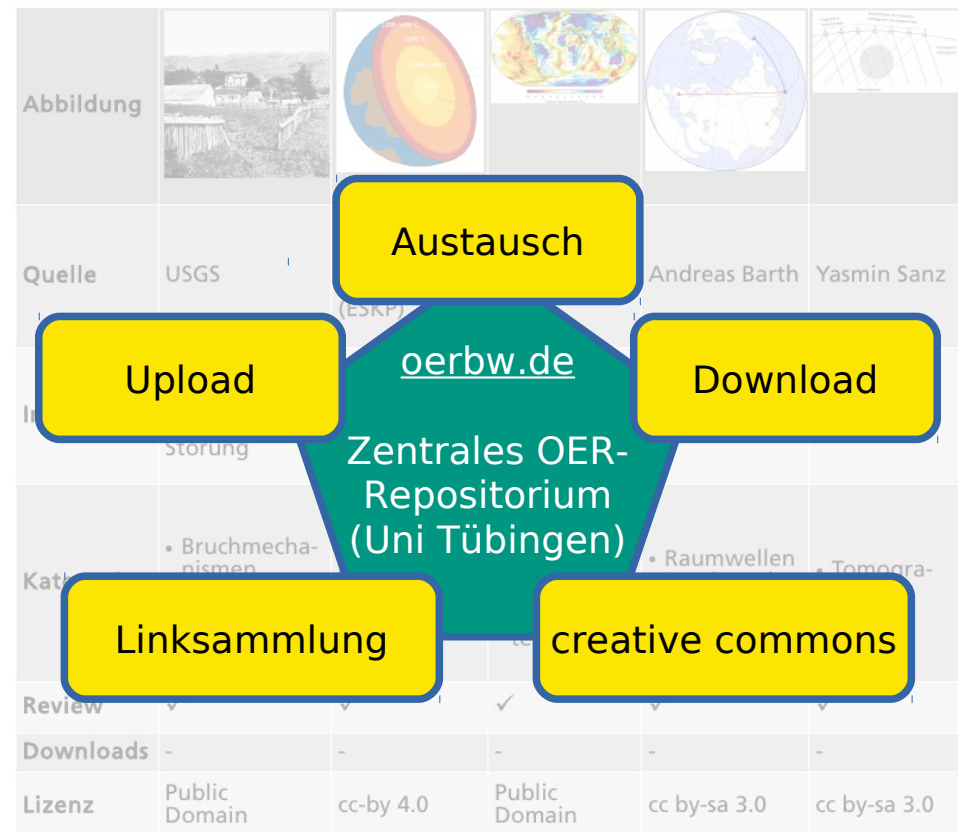 Abbildung
Quelle
USGS
(ESKP)
Andreas Barth
Yasmin Sanz
Austausch
Upload
Download
oerbw.de
Zentrales OER-
Repositorium
(Uni Tübingen)
Störung
• Bruchmecha-
nismen
• Raumwellen
• Tomogra-
Linksammlung
creative commons
Review ✓ ✓ ✓ ✓ ✓
Downloads - - - - -
Lizenz
Public
Domain
cc-by 4.0
Public
Domain
cc by-sa 3.0
cc by-sa 3.0